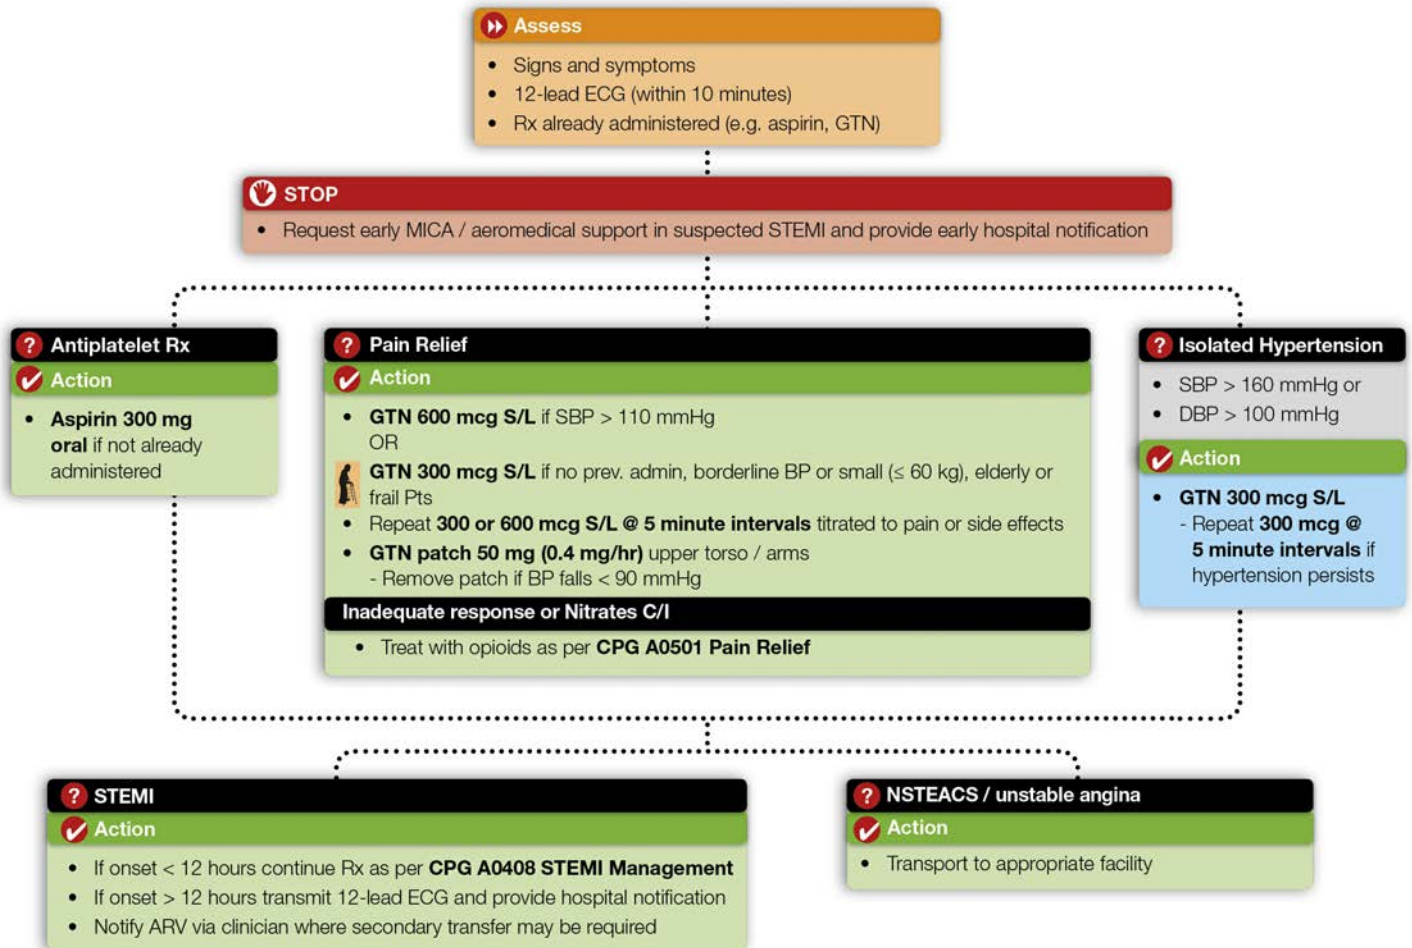 Assess
• Signs and symptoms
• 12-lead ECG (within 10 minutes)
• Rx already administered (e.g. aspirin, GTN)
STOP
• Request early MICA / aeromedical support in suspected STEMI and provide early hospital notification
? Antiplatelet Rx
Action
• Aspirin 300 mg
oral if not already
administered
? Pain Relief
Action
• GTN 600 mcg S/L if SBP > 110 mmHg
OR
GTN 300 mcg S/L if no prev. admin, borderline BP or small (≤ 60 kg), elderly or
frail Pts
• Repeat 300 or 600 mcg S/L @ 5 minute intervals titrated to pain or side effects
• GTN patch 50 mg (0.4 mg/hr) upper torso / arms
- Remove patch if BP falls < 90 mmHg
Inadequate response or Nitrates C/I
• Treat with opioids as per CPG A0501 Pain Relief
? Isolated Hypertension
• SBP > 160 mmHg or
• DBP > 100 mmHg
Action
• GTN 300 mcg S/L
- Repeat 300 mcg @
5 minute intervals if
hypertension persists
? STEMI
Action
• If onset < 12 hours continue Rx as per CPG A0408 STEMI Management
• If onset > 12 hours transmit 12-lead ECG and provide hospital notification
• Notify ARV via clinician where secondary transfer may be required
? NSTEACS / unstable angina
Action
• Transport to appropriate facility